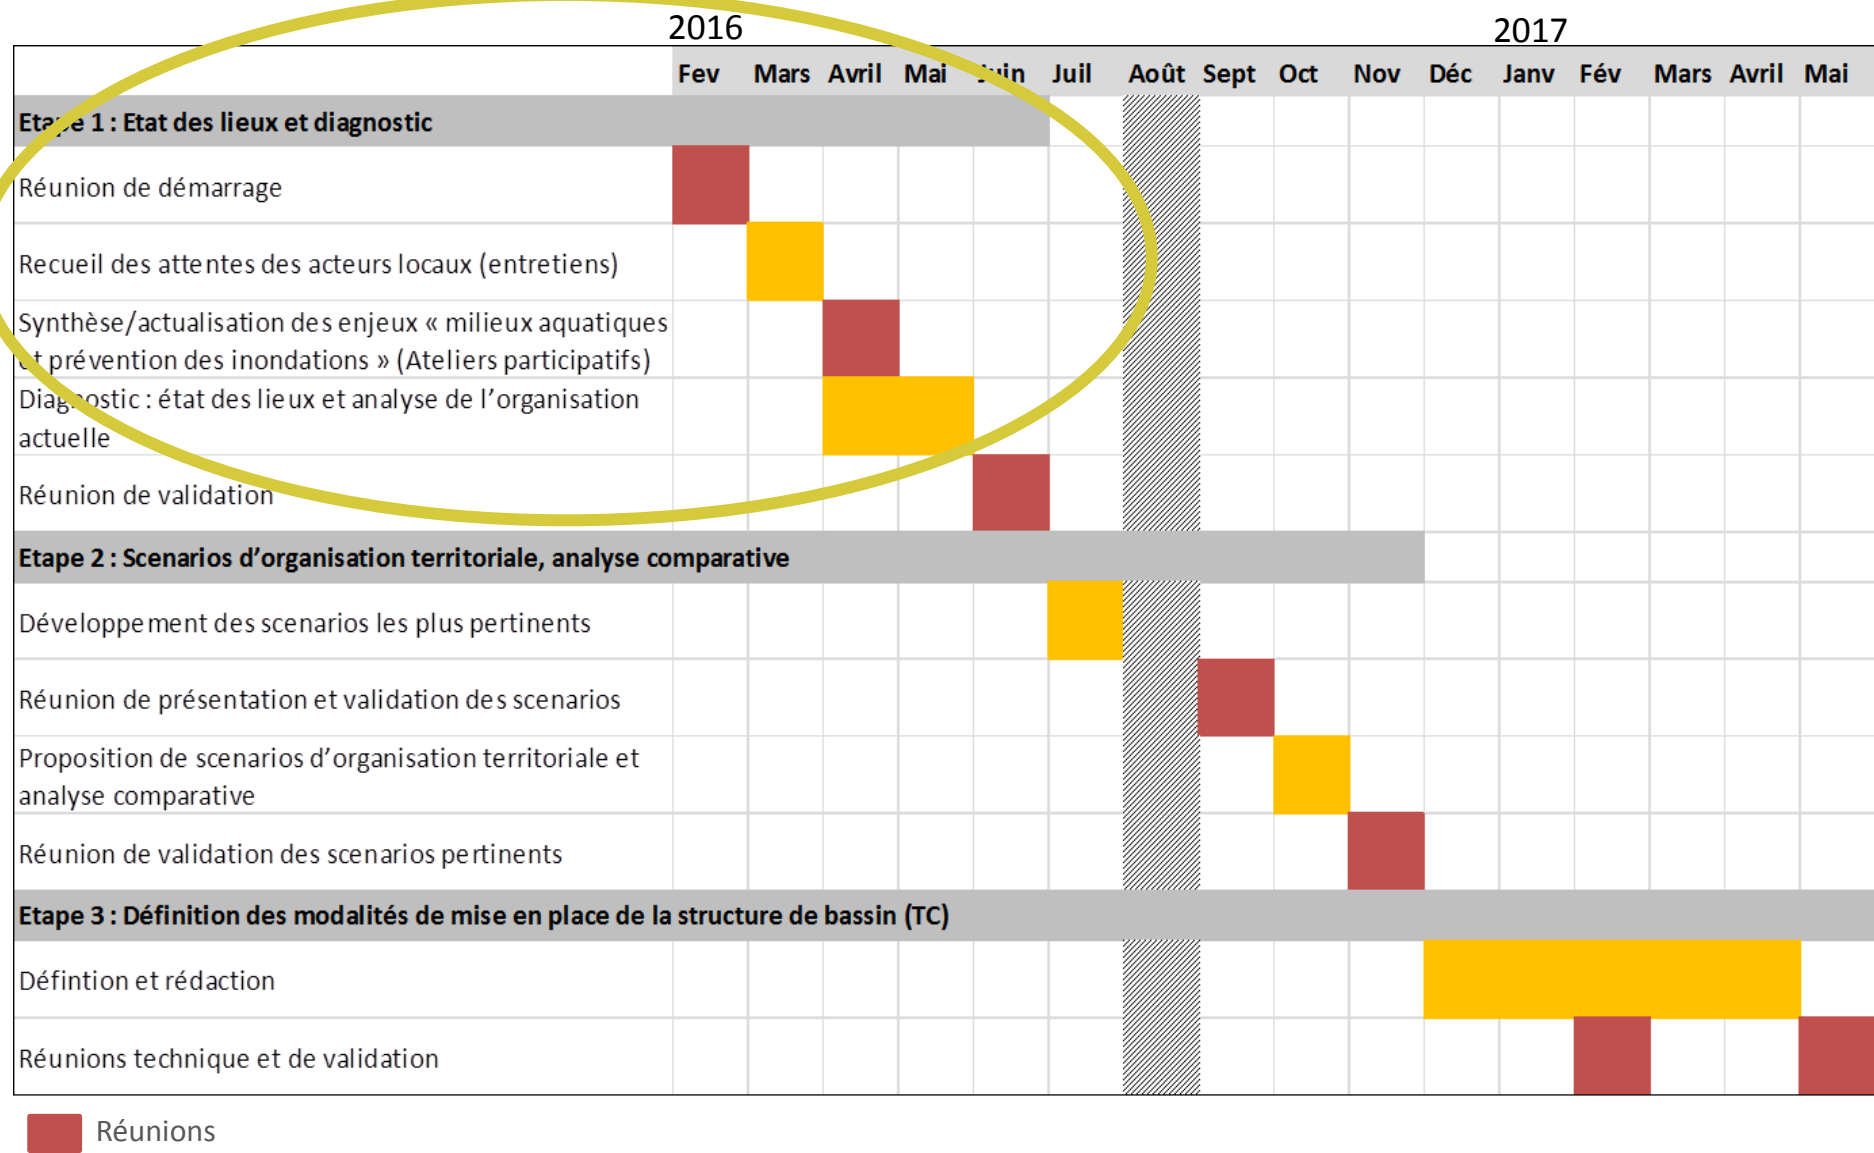 2016 2017
Fev Mars Avril Mai Juin Juil Août Sept Oct Nov Déc Janv Fév Mars Avril Mai
Etape 1 : Etat des lieux et diagnostic
Réunion de démarrage
Recueil des attentes des acteurs locaux (entretiens)
Synthèse/actualisation des enjeux « milieux aquatiques
et prévention des inondations » (Ateliers participatifs)
Diagnostic : état des lieux et analyse de l’organisation
actuelle
Réunion de validation
Etape 2 : Scenarios d’organisation territoriale, analyse comparative
Développement des scenarios les plus pertinents
Réunion de présentation et validation des scenarios
Proposition de scenarios d’organisation territoriale et
analyse comparative
Réunion de validation des scenarios pertinents
Etape 3 : Définition des modalités de mise en place de la structure de bassin (TC)
Défintion et rédaction
Réunions technique et de validation
Réunions